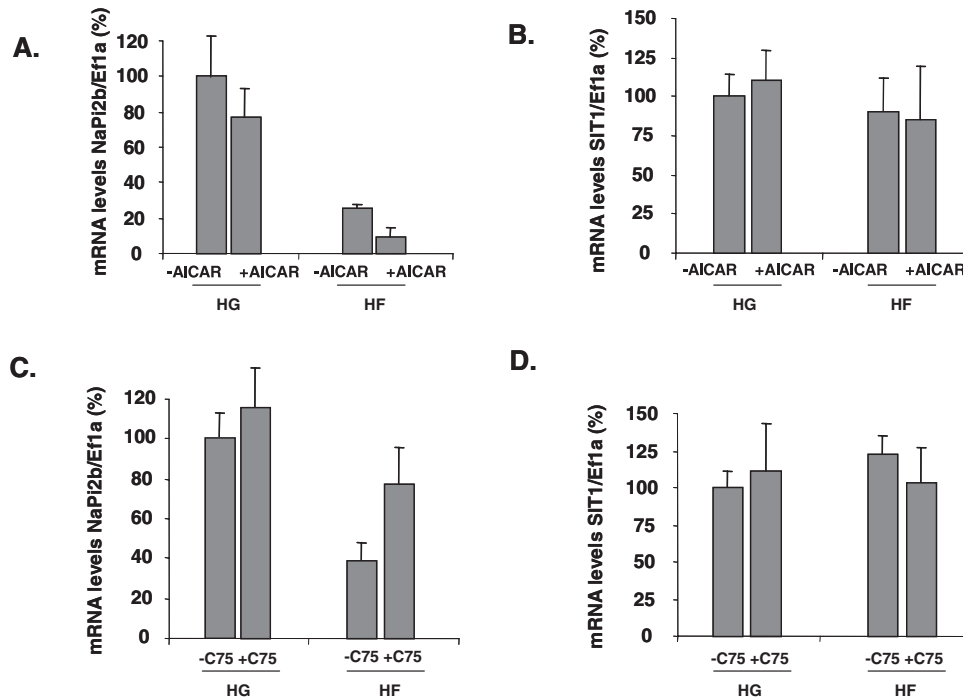 A.
mRNA levels NaPi2b/Ef1a (%)
120
100
80
60
40
20
0
-AICAR +AICAR -AICAR +AICAR
HG HF
B.
mRNA levels SIT1/Ef1a (%)
150
125
100
75
50
25
0
-AICAR +AICAR -AICAR +AICAR
HG HF
C.
mRNA levels NaPi2b/Ef1a (%)
120
100
80
60
40
20
0
-C75 +C75 -C75 +C75
HG HF
D.
mRNA levels SIT1/Ef1a (%)
150
125
100
75
50
25
0
-C75 +C75 -C75 +C75
HG HF